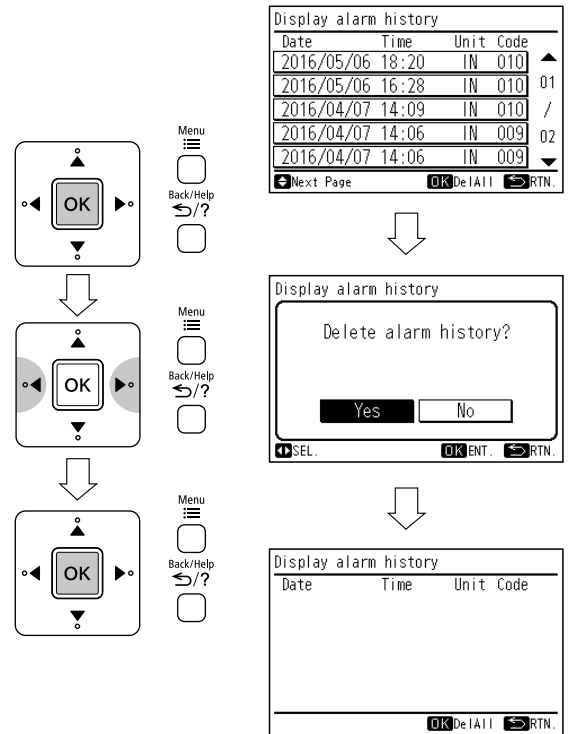 Menu
OK
Back/Help
/?
Menu
OK
Back/Help
/?
Menu
OK
Back/Help
/?
Display alarm history
Date Time Unit Code
2016/05/06 18:20 IN 010
2016/05/06 16:28 IN 010
2016/04/07 14:09 IN 010
2016/04/07 14:06 IN 009
2016/04/07 14:06 IN 009
01
/
02
Next Page OK DelAll RTN.
Display alarm history
Delete alarm history?
Yes No
SEL. OK ENT. RTN.
Display alarm history
Date Time Unit Code
OK DelAll RTN.